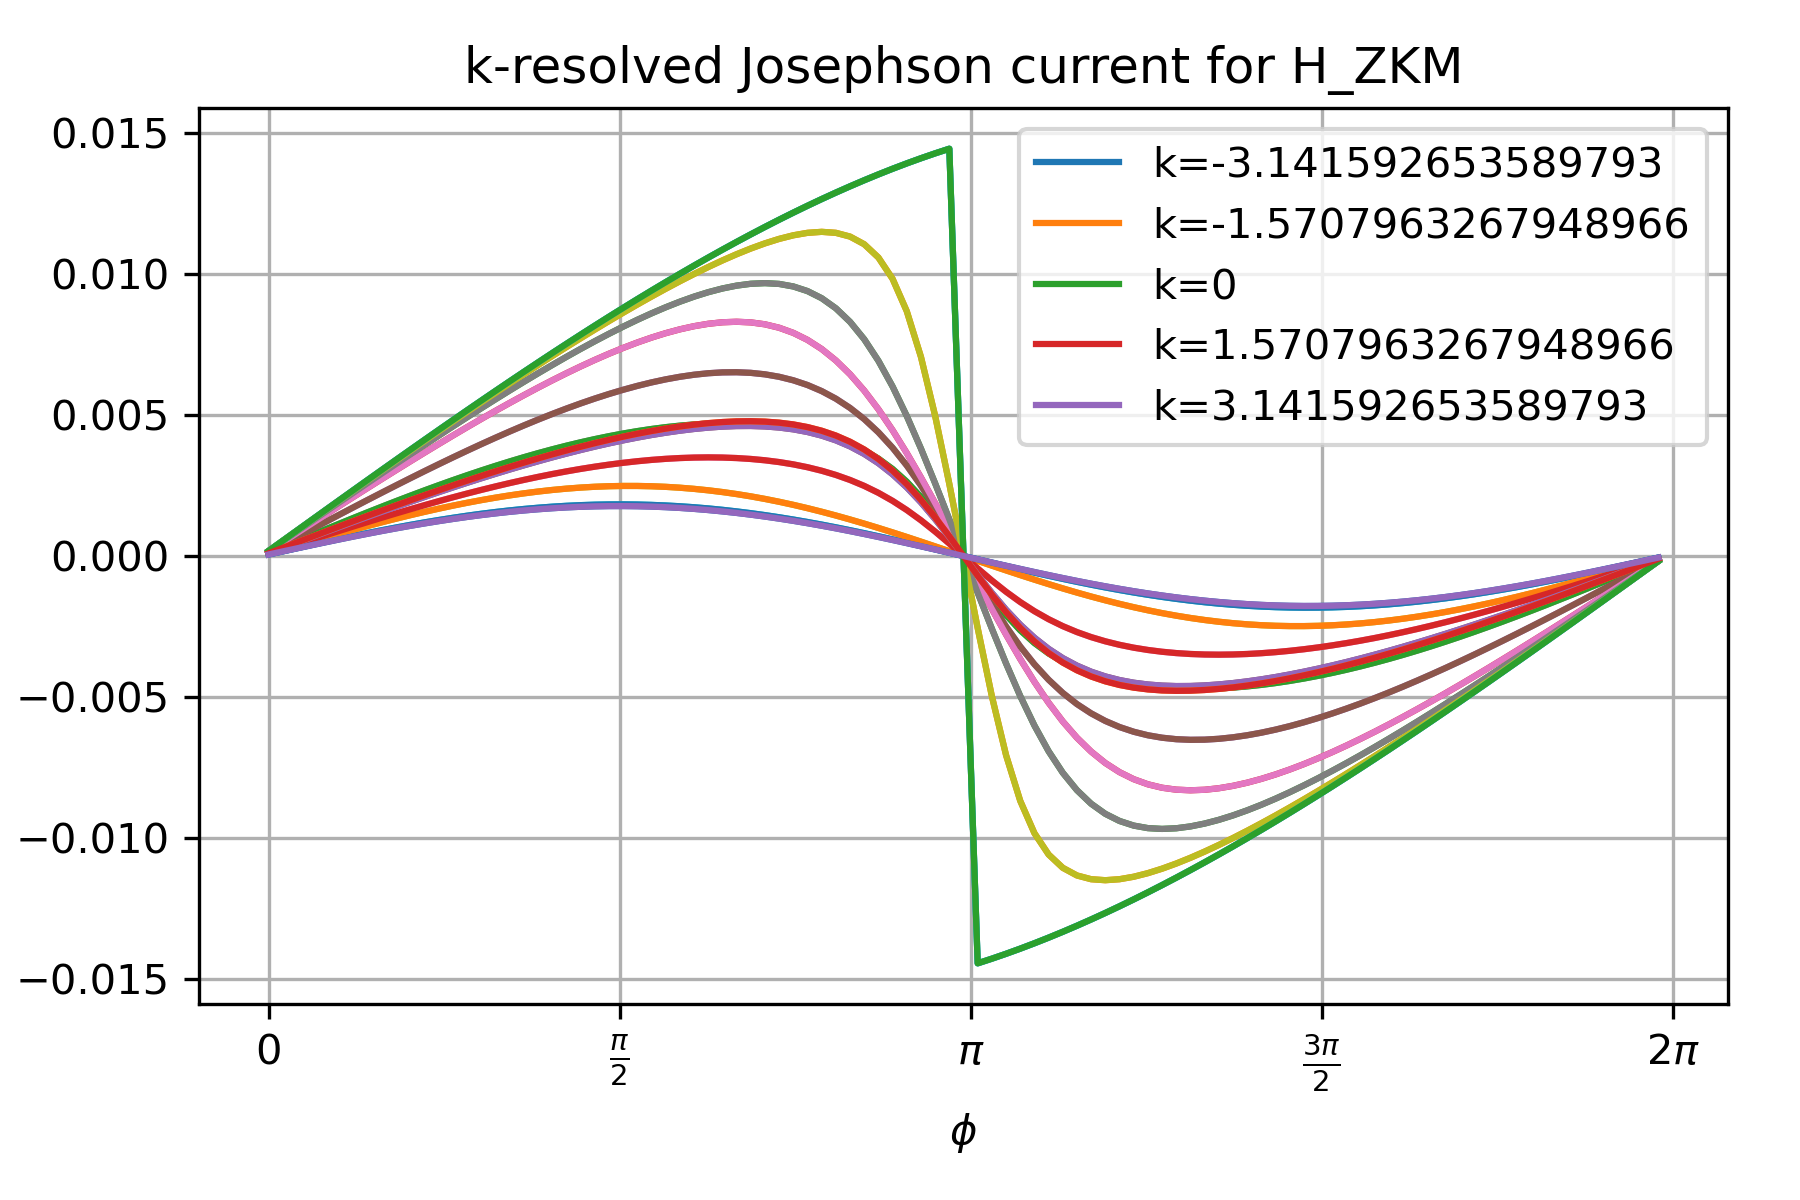 k-resolved Josephson current for H_ZKM
0.015
0.010
0.005
0.000
−0.005
−0.010
−0.015
k=-3.141592653589793
k=-1.5707963267948966
k=0
k=1.5707963267948966
k=3.141592653589793
0 π/2 π 3π/2 2π
ϕ